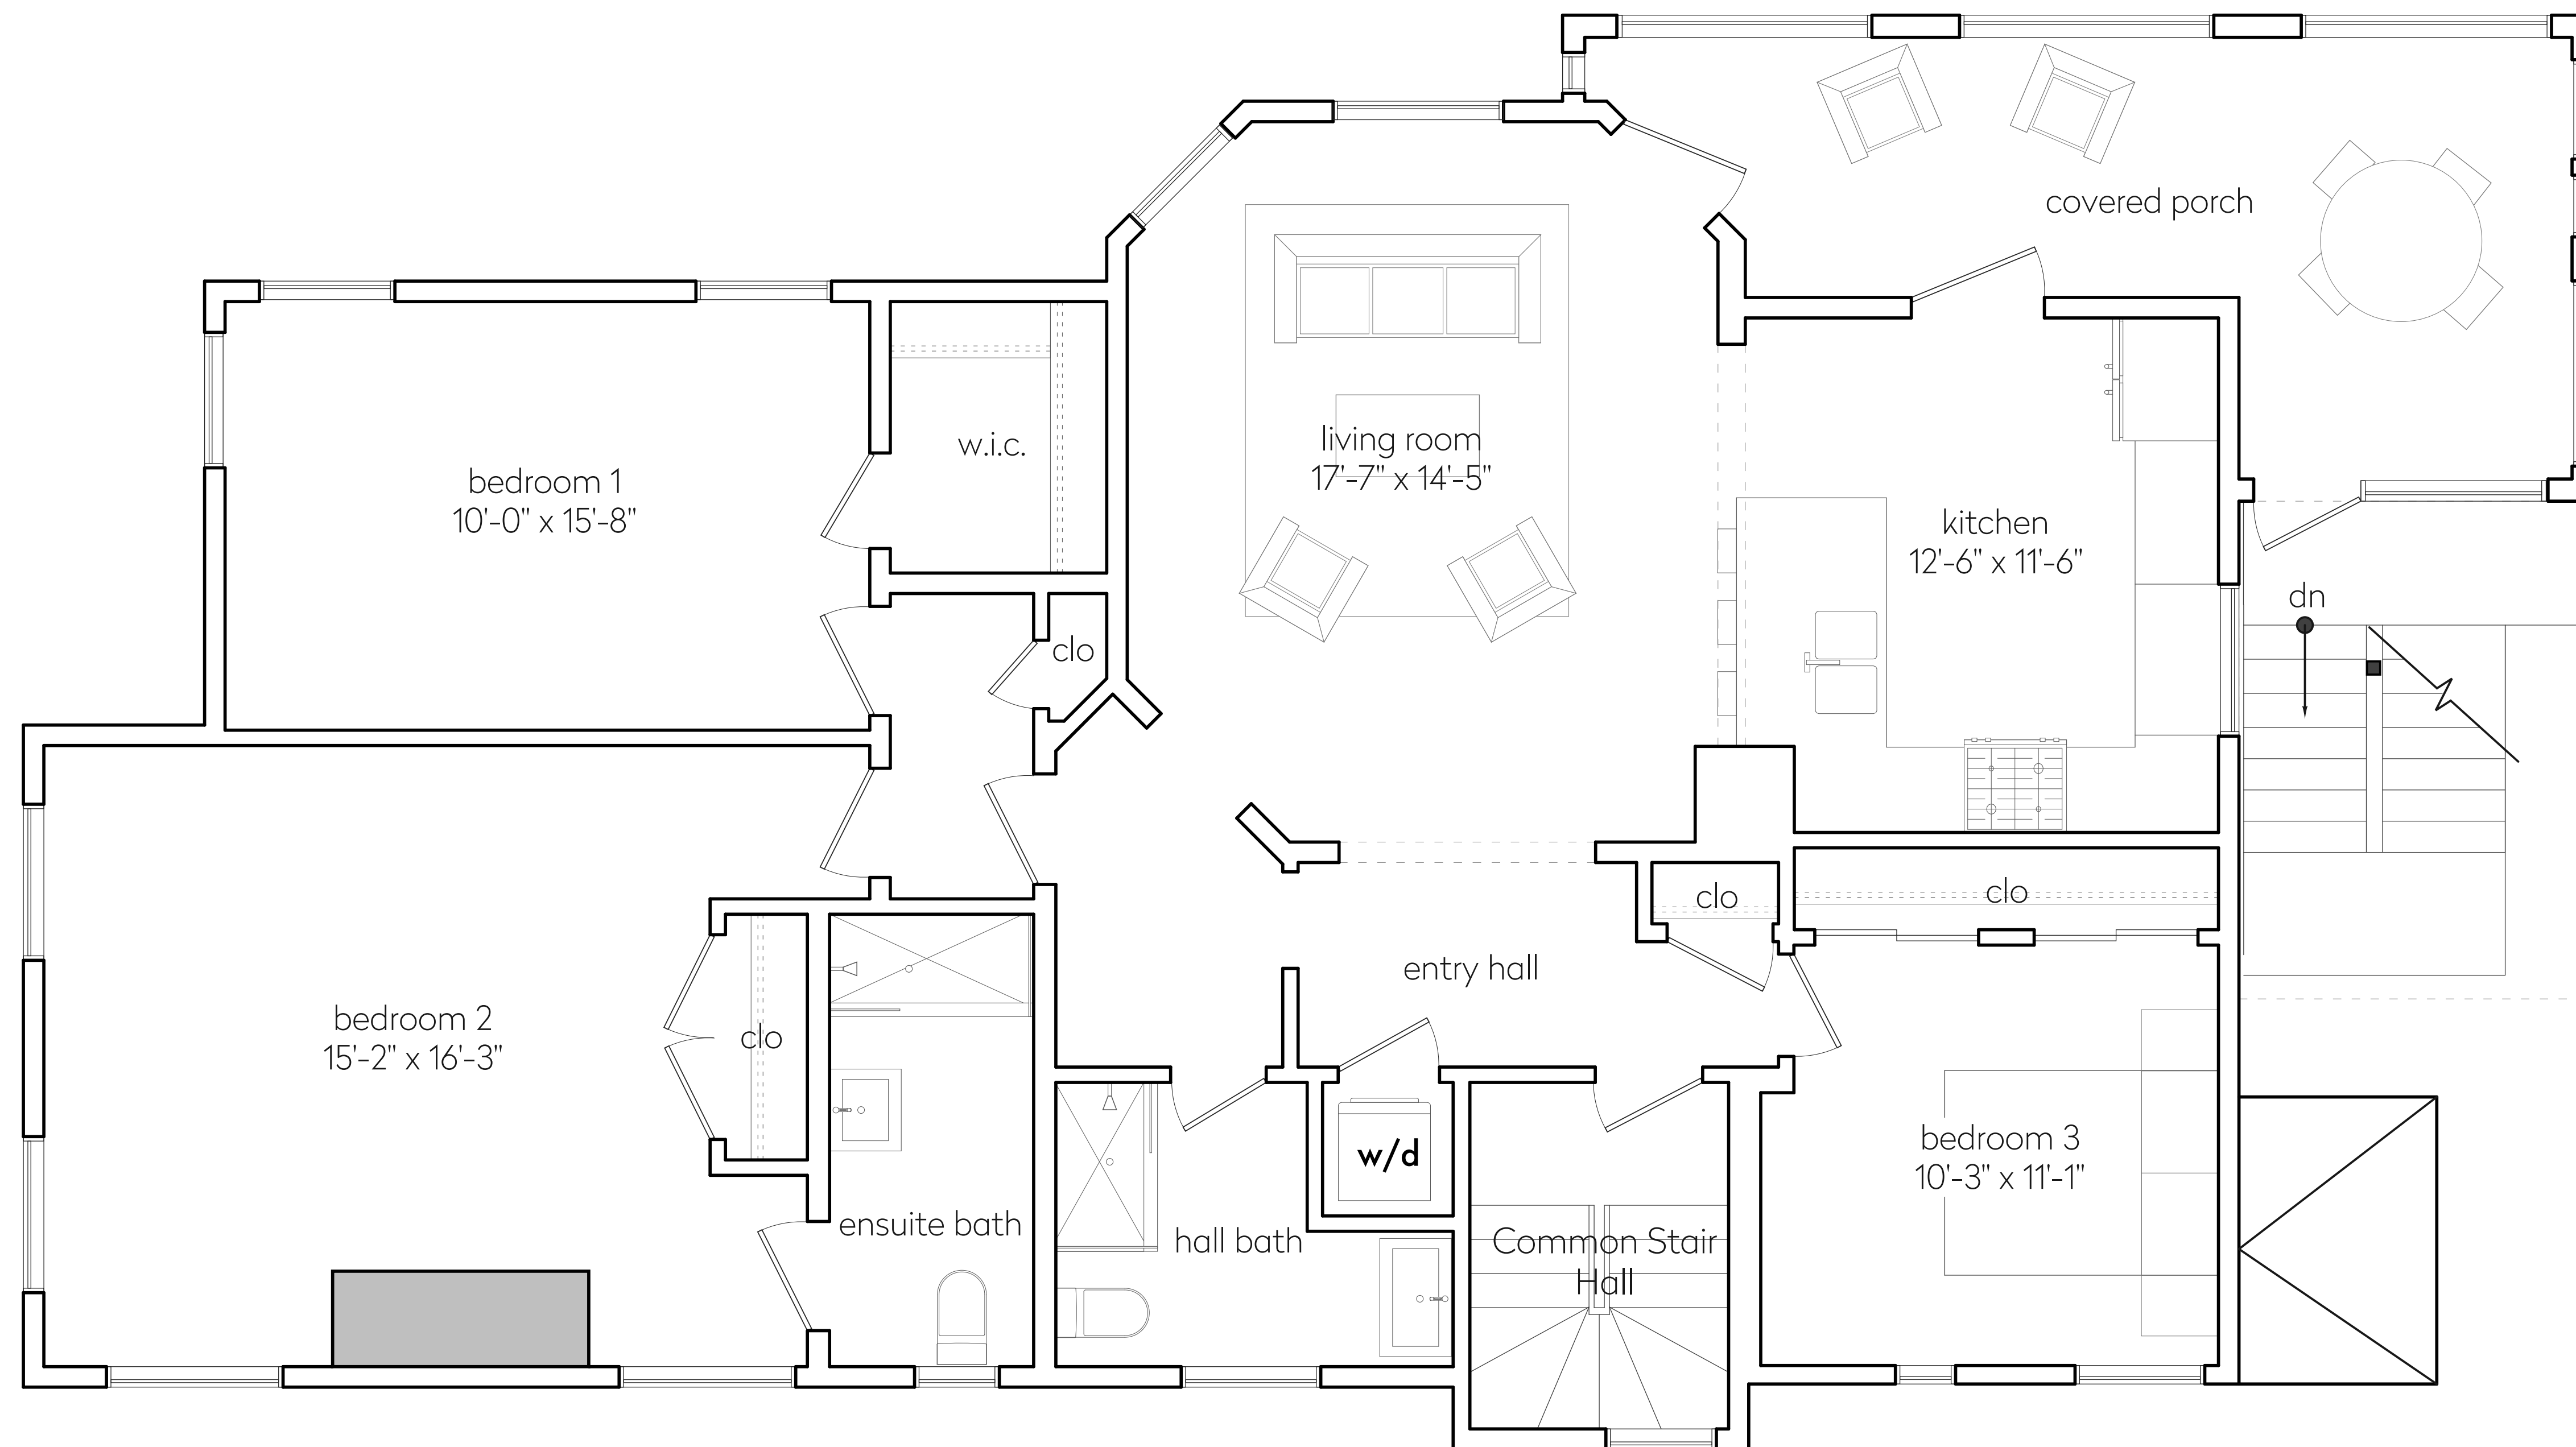 covered porch
living room
17'-7" x 14'-5"
w.i.c.
bedroom 1
10'-0" x 15'-8"
kitchen
12'-6" x 11'-6"
dn
clo
clo
clo
entry hall
bedroom 2
15'-2" x 16'-3"
clo
w/d
bedroom 3
10'-3" x 11'-1"
ensuite bath
hall bath
Common Stair
Hall